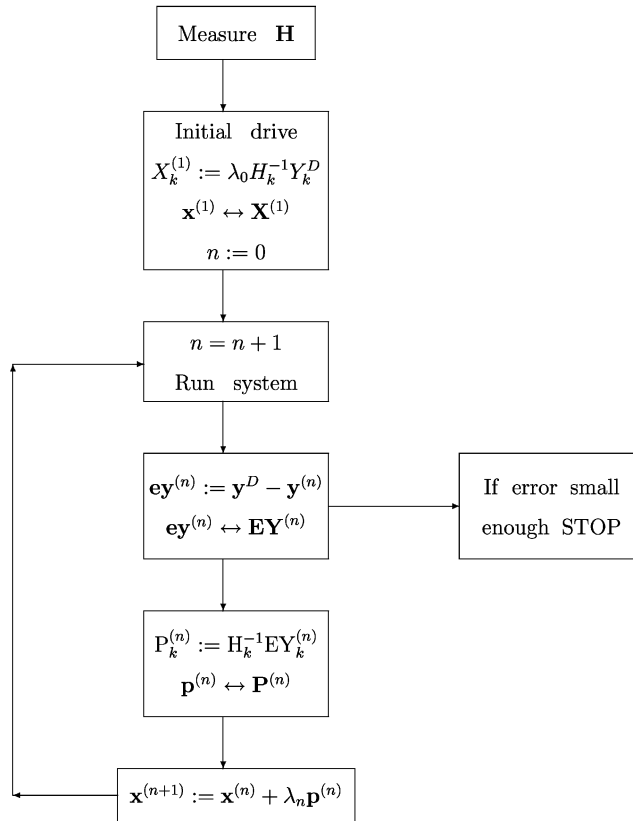 Measure H
Initial drive
X_k^{(1)} := λ_0 H_k^{-1} Y_k^D
x^{(1)} ↔ X^{(1)}
n := 0
n = n + 1
Run system
ey^{(n)} := y^D − y^{(n)}
ey^{(n)} ↔ EY^{(n)}
If error small
enough STOP
P_k^{(n)} := H_k^{-1} EY_k^{(n)}
p^{(n)} ↔ P^{(n)}
x^{(n+1)} := x^{(n)} + λ_n p^{(n)}